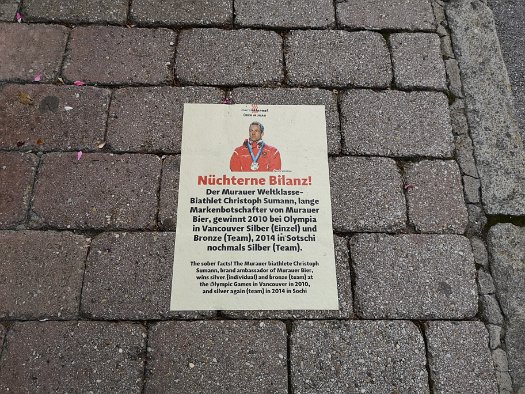 Nüchterne Bilanz!
Der Murauer Weltklasse-
Biathlet Christoph Sumann, lange
Markenbotschafter von Murauer
Bier, gewinnt 2010 bei Olympia
in Vancouver Silber (Einzel) und
Bronze (Team), 2014 in Sotschi
nochmals Silber (Team).
The sober facts! The Murauer biathlete Christoph
Sumann, brand ambassador of Murauer Bier,
wins silver (individual) and bronze (team) at
the Olympic Games in Vancouver in 2010,
and silver again (team) in 2014 in Sochi